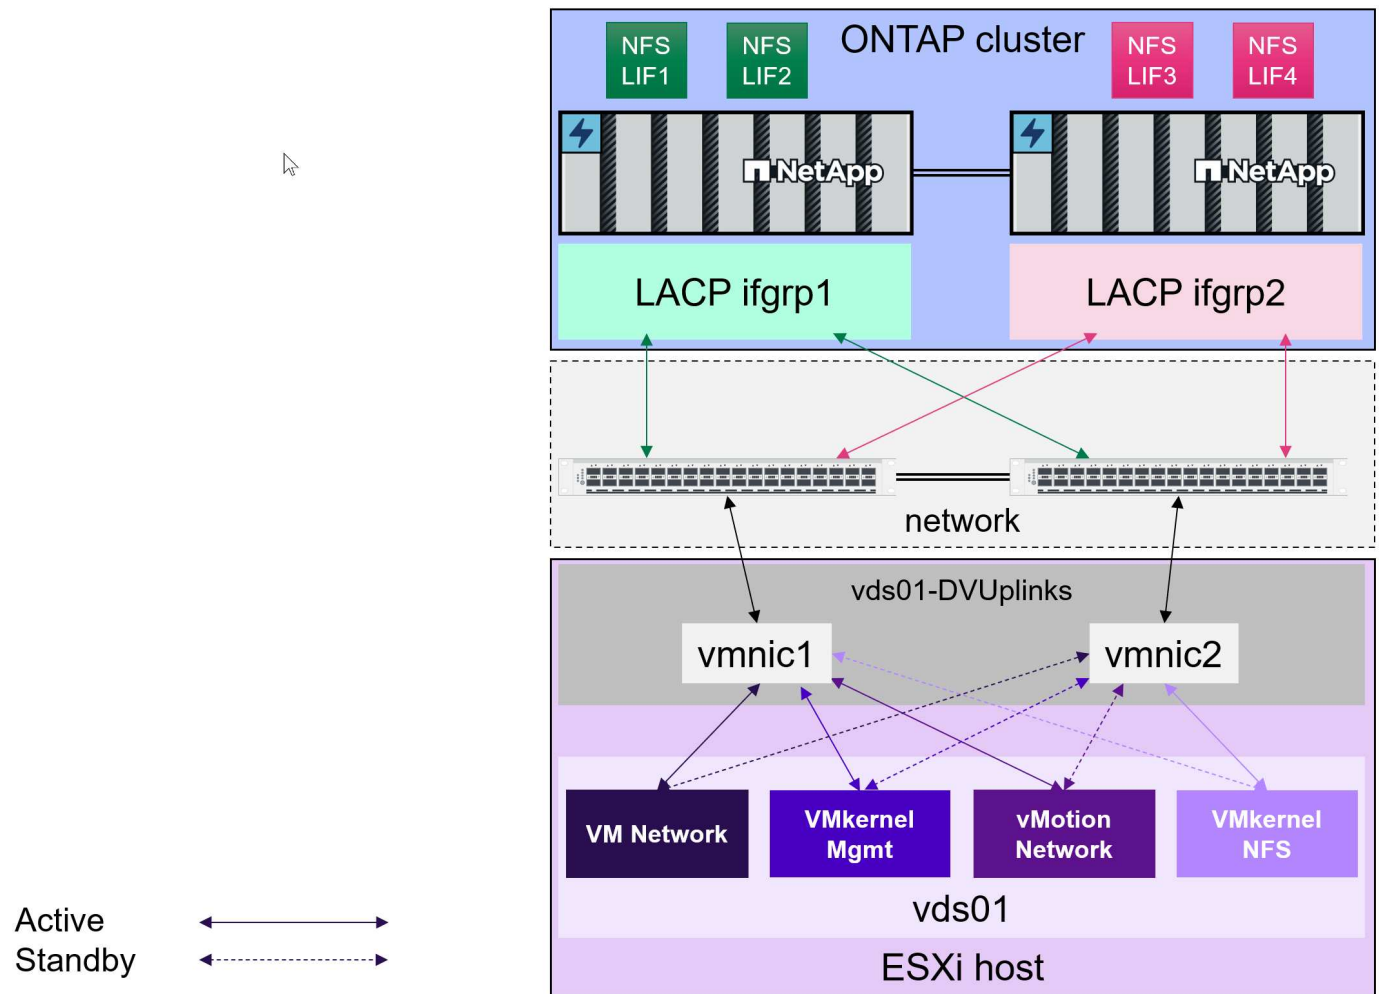 ONTAP cluster
NFS
LIF1
NFS
LIF2
NFS
LIF3
NFS
LIF4
NetApp
NetApp
LACP ifgrp1
LACP ifgrp2
network
vds01-DVUplinks
vmnic1
vmnic2
VM Network
VMkernel
Mgmt
vMotion
Network
VMkernel
NFS
vds01
ESXi host
Active
Standby